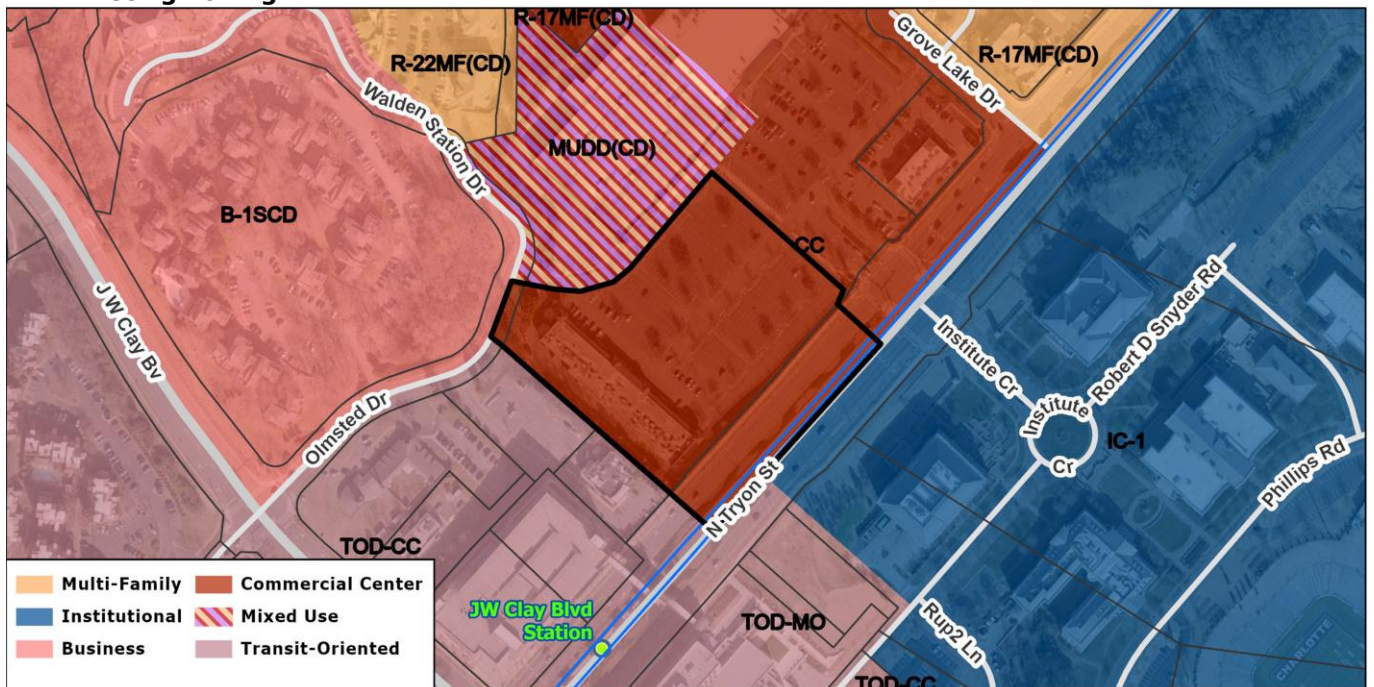 R-17MF(CD)
Grove Lake Dr
R-17MF(CD)
R-22MF(CD)
Walden Station Dr
MUDD(CD)
B-1SCD
CC
J W Clay Bv
Institute Cr
Robert D Snyder Rd
Institute
Cr
IC-1
Olmsted Dr
Phillips Rd
N Tryon St
TOD-CC
JW Clay Blvd
Station
TOD-MO
Rup2 Ln
TOD-CC
CHARLOTTE
Multi-Family
Commercial Center
Institutional
Mixed Use
Business
Transit-Oriented